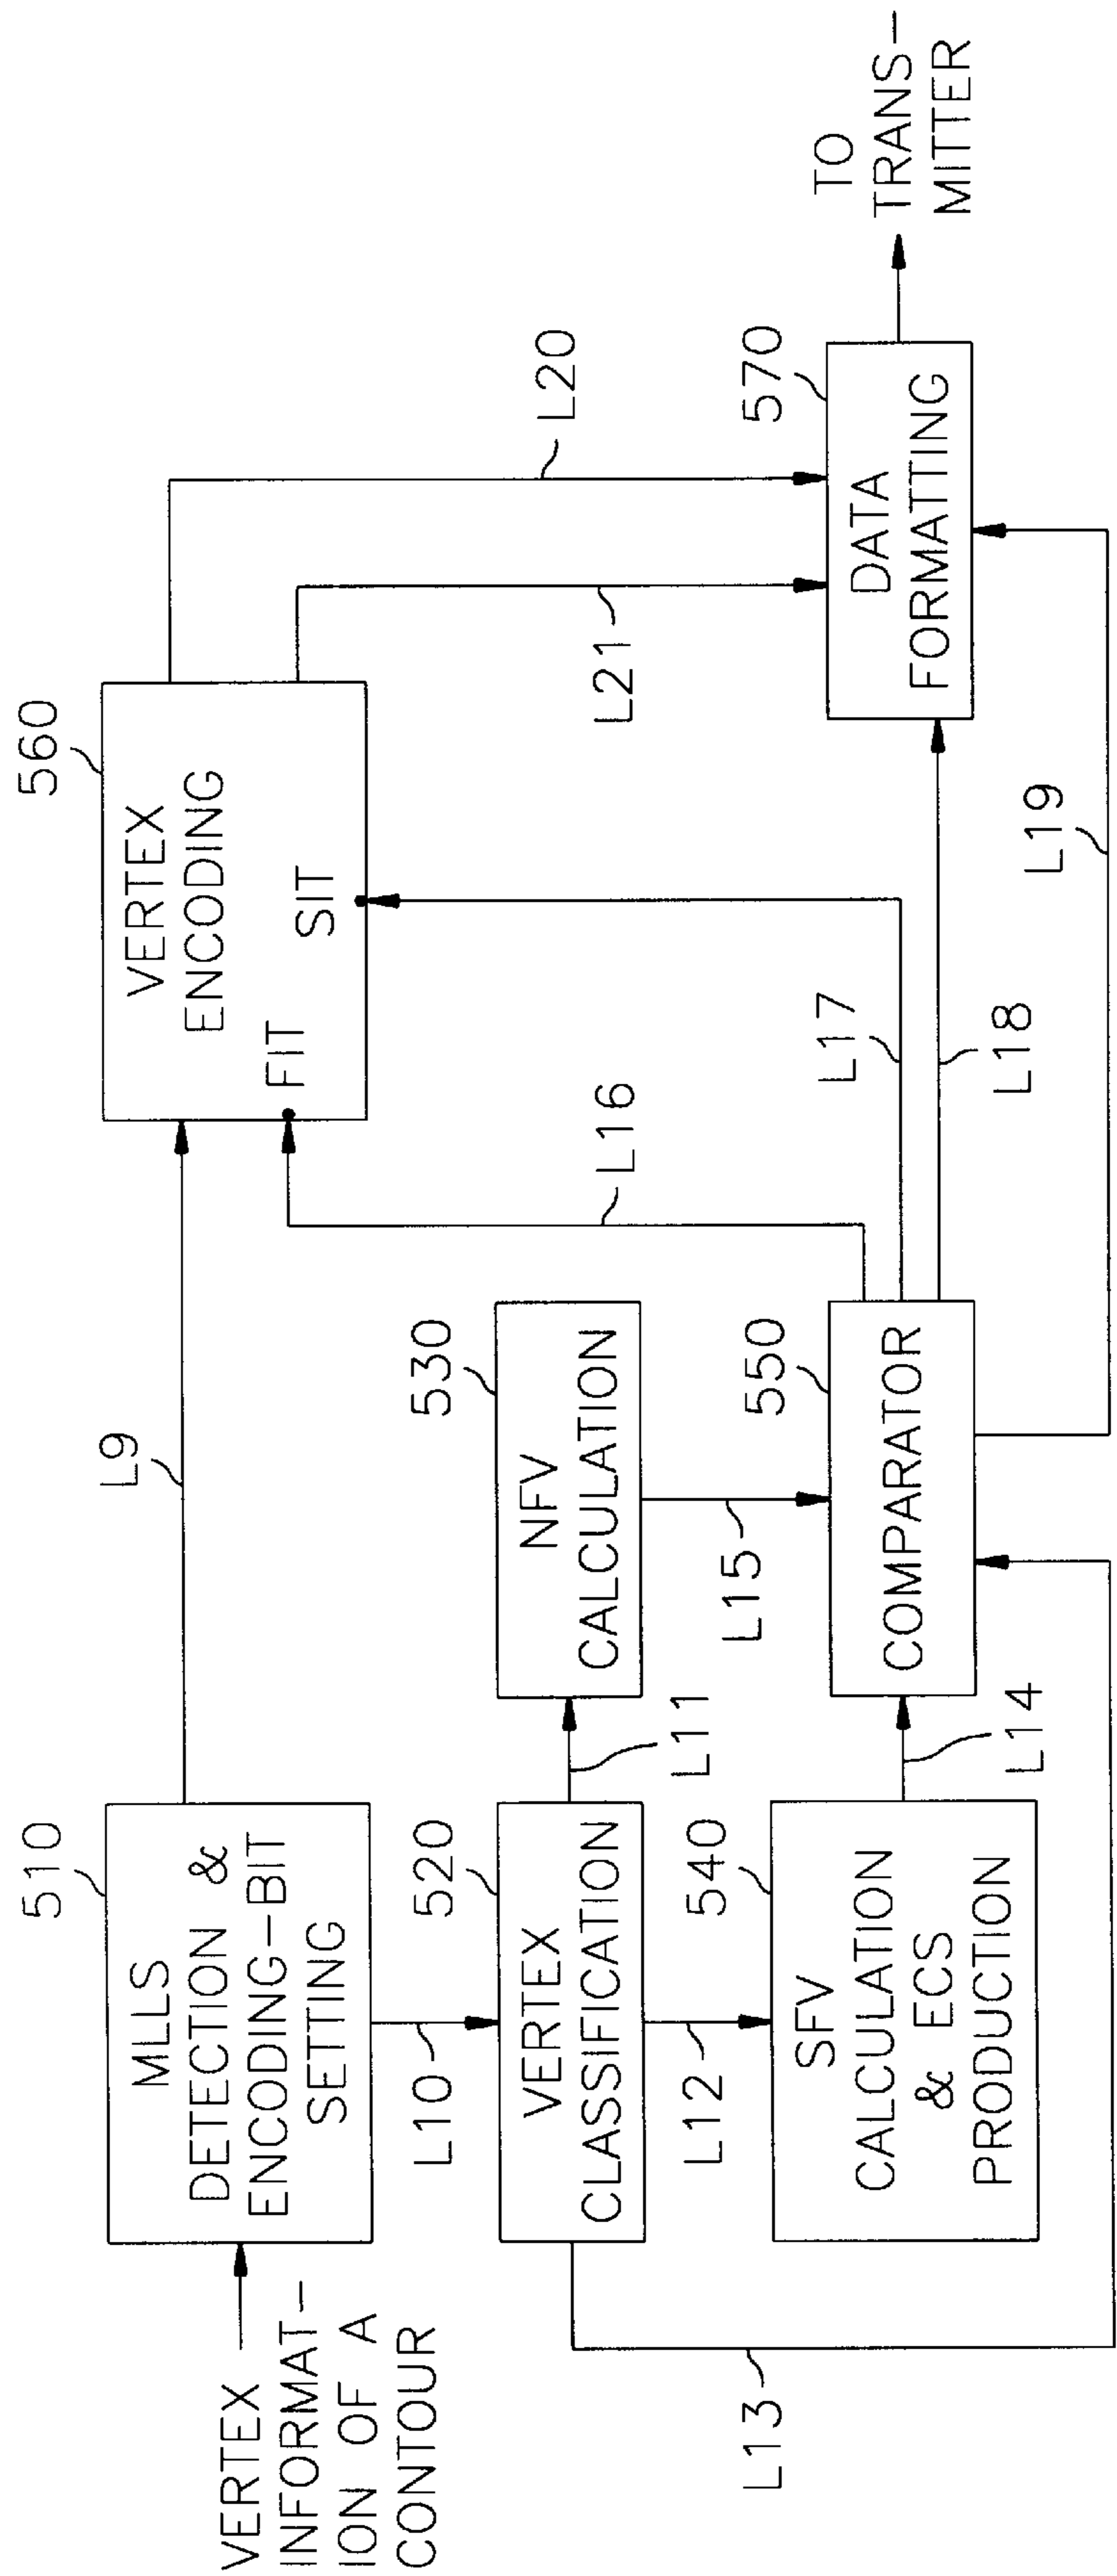 VERTEX
INFORMAT-
ION OF A
CONTOUR
510
MLLS
DETECTION &
ENCODING-BIT
SETTING
L9
L10
520
VERTEX
CLASSIFICATION
L11
L12
L13
530
NFV
CALCULATION
540
SFV
CALCULATION
& ECS
PRODUCTION
L14
L15
550
COMPARATOR
L16
L17
L18
L19
560
VERTEX
ENCODING
FIT
SIT
L20
L21
570
DATA
FORMATTING
TO
TRANS-
MITTER